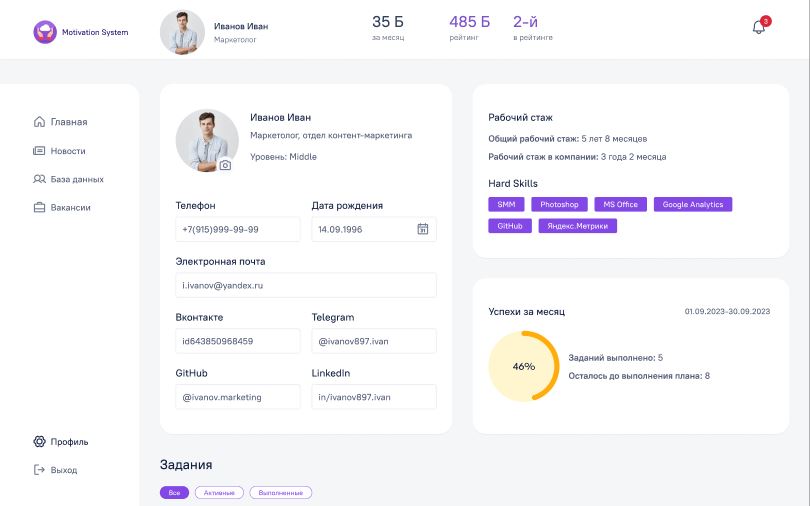 Motivation System
Иванов Иван
Маркетолог
35 Б
за месяц
485 Б
рейтинг
2-й
в рейтинге
3
Главная
Новости
База данных
Вакансии
Профиль
Выход
Иванов Иван
Маркетолог, отдел контент-маркетинга
Уровень: Middle
Телефон
Дата рождения
+7(915)999-99-99
14.09.1996
Электронная почта
i.ivanov@yandex.ru
Вконтакте
Telegram
id643850968459
@ivanov897.ivan
GitHub
LinkedIn
@ivanov.marketing
in/ivanov897.ivan
Рабочий стаж
Общий рабочий стаж: 5 лет 8 месяцев
Рабочий стаж в компании: 3 года 2 месяца
Hard Skills
SMM
Photoshop
MS Office
Google Analytics
GitHub
Яндекс.Метрики
Успехи за месяц
01.09.2023-30.09.2023
46%
Заданий выполнено: 5
Осталось до выполнения плана: 8
Задания
Все
Активные
Выполненные